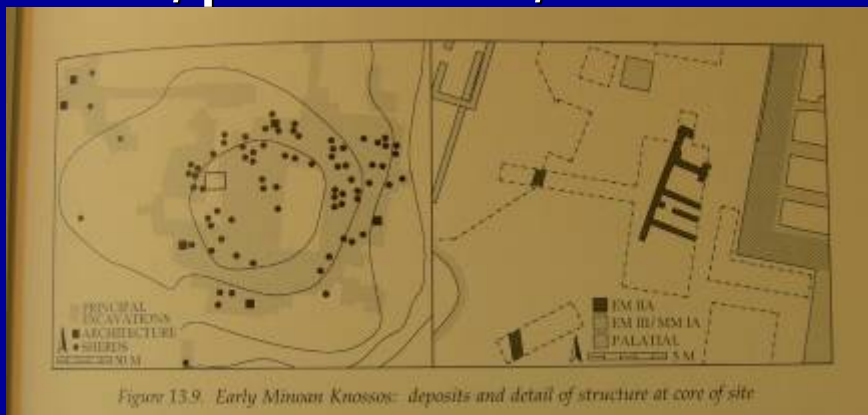 PRINCIPAL
EXCAVATIONS
ARCHITECTURE
SHERDS
50 M
EM IIA
EM III/MM IA
PALATIAL
5 M
Figure 13.9. Early Minoan Knossos: deposits and detail of structure at core of site